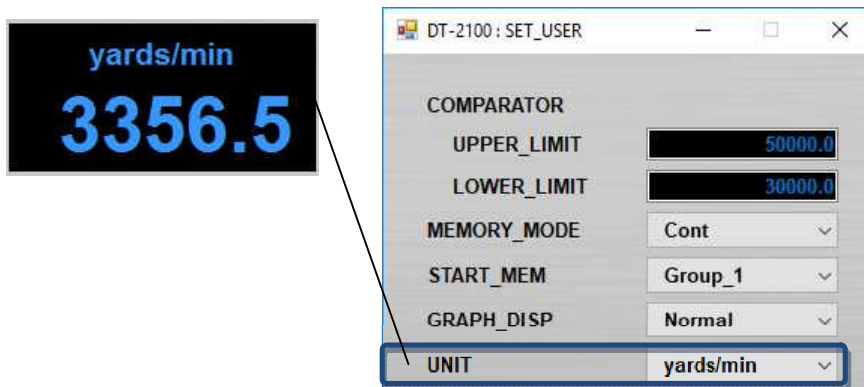 yards/min
3356.5
DT-2100 : SET_USER
COMPARATOR
UPPER_LIMIT 50000.0
LOWER_LIMIT 30000.0
MEMORY_MODE Cont
START_MEM Group_1
GRAPH_DISP Normal
UNIT yards/min